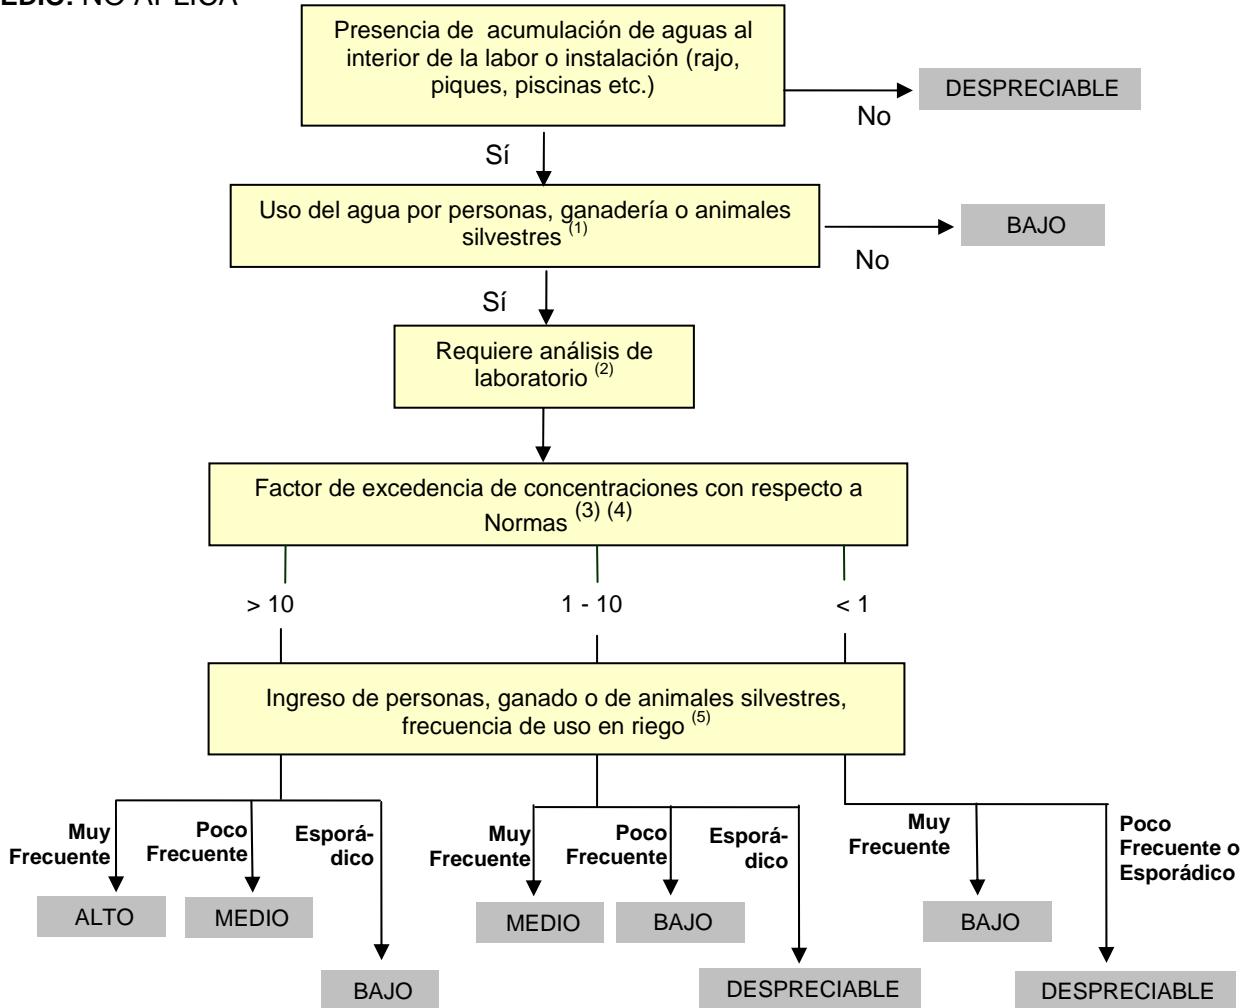 EDIO: NO APLICA
Presencia de acumulación de aguas al
interior de la labor o instalación (rajo,
piques, piscinas etc.)
DESPRECIABLE
No
Sí
Uso del agua por personas, ganadería o animales
silvestres (1)
BAJO
No
Sí
Requiere análisis de
laboratorio (2)
Factor de excedencia de concentraciones con respecto a
Normas (3) (4)
> 10
1 - 10
< 1
Ingreso de personas, ganado o de animales silvestres,
frecuencia de uso en riego (5)
Muy
Frecuente
Poco
Frecuente
Esporá-
dico
Muy
Frecuente
Poco
Frecuente
Esporá-
dico
Muy
Frecuente
Poco
Frecuente o
Esporádico
ALTO
MEDIO
BAJO
MEDIO
BAJO
DESPRECIABLE
BAJO
DESPRECIABLE